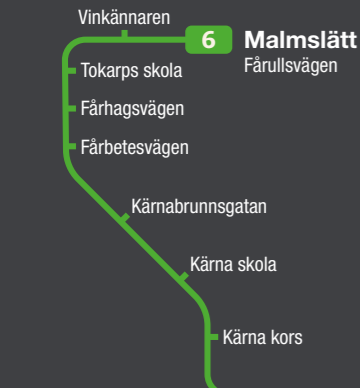 Vinkännaren
6 Malmslätt
Fårullsvägen
Tokarps skola
Fårhagsvägen
Fårbetesvägen
Kärnabrunnsgatan
Kärna skola
Kärna kors